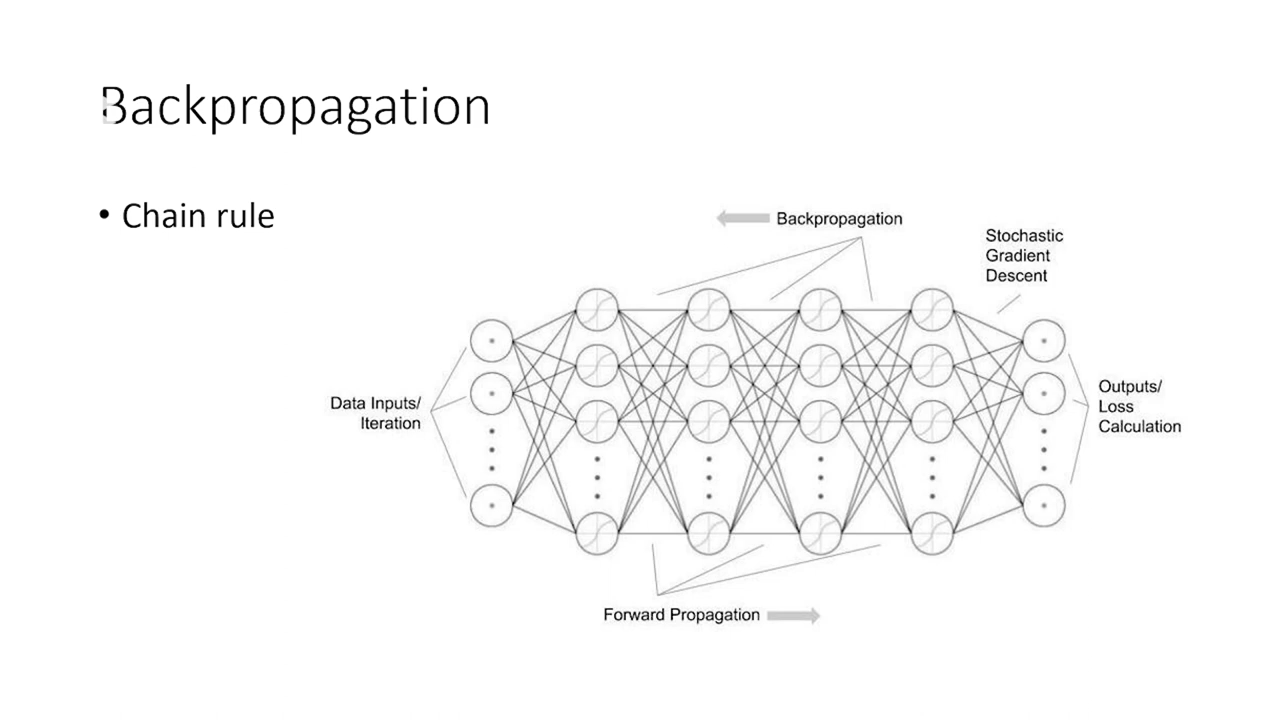 Backpropagation
• Chain rule
Backpropagation
Stochastic
Gradient
Descent
Data Inputs/
Iteration
Outputs/
Loss
Calculation
Forward Propagation